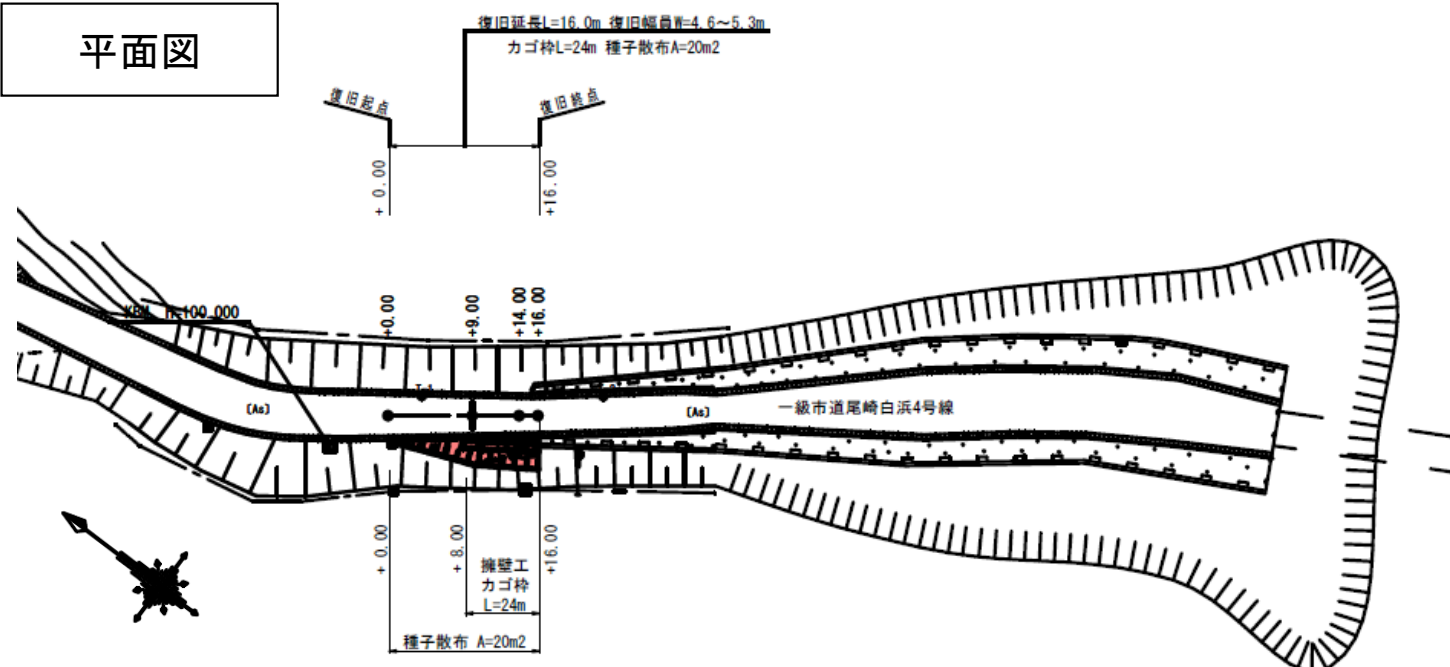 平面図
復旧延長L=16.0m 復旧幅員W=4.6~5.3m
カゴ枠L=24m 種子散布A=20m2
復旧起点
復旧終点
+0.00
+16.00
KBM H=100.000
+0.00
+9.00
+14.00
+16.00
(As)
(As)
一級市道尾崎白浜4号線
+0.00
+8.00
+16.00
擁壁工
カゴ枠
L=24m
種子散布 A=20m2